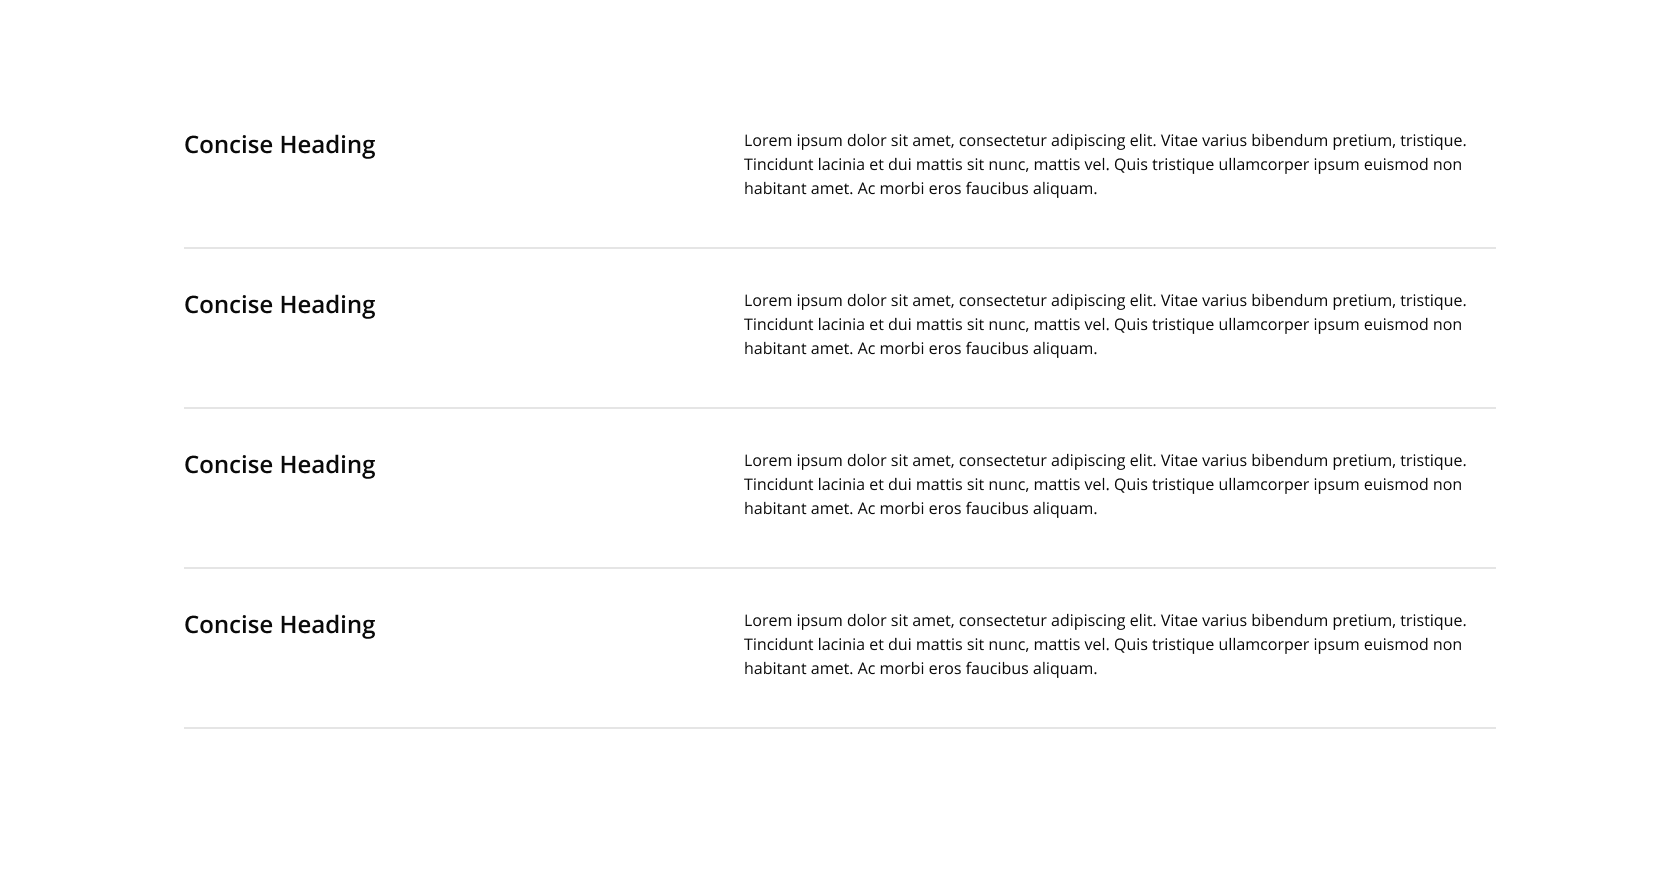 Concise Heading
Lorem ipsum dolor sit amet, consectetur adipiscing elit. Vitae varius bibendum pretium, tristique.
Tincidunt lacinia et dui mattis sit nunc, mattis vel. Quis tristique ullamcorper ipsum euismod non
habitant amet. Ac morbi eros faucibus aliquam.
Concise Heading
Lorem ipsum dolor sit amet, consectetur adipiscing elit. Vitae varius bibendum pretium, tristique.
Tincidunt lacinia et dui mattis sit nunc, mattis vel. Quis tristique ullamcorper ipsum euismod non
habitant amet. Ac morbi eros faucibus aliquam.
Concise Heading
Lorem ipsum dolor sit amet, consectetur adipiscing elit. Vitae varius bibendum pretium, tristique.
Tincidunt lacinia et dui mattis sit nunc, mattis vel. Quis tristique ullamcorper ipsum euismod non
habitant amet. Ac morbi eros faucibus aliquam.
Concise Heading
Lorem ipsum dolor sit amet, consectetur adipiscing elit. Vitae varius bibendum pretium, tristique.
Tincidunt lacinia et dui mattis sit nunc, mattis vel. Quis tristique ullamcorper ipsum euismod non
habitant amet. Ac morbi eros faucibus aliquam.